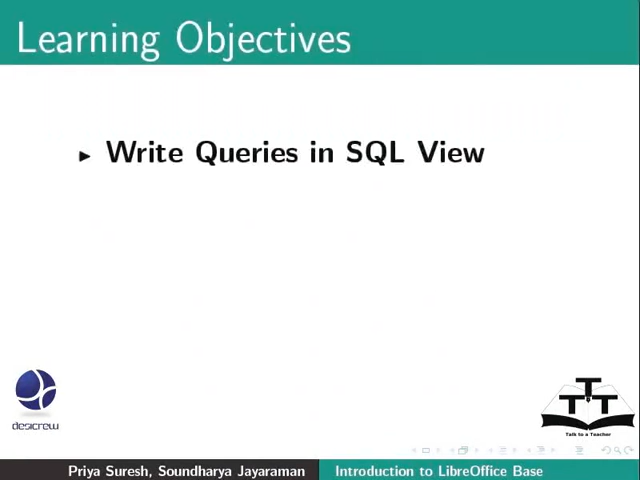 Learning Objectives
Write Queries in SQL View
desicrew
T
T T
Talk to a Teacher
Priya Suresh, Soundharya Jayaraman
Introduction to LibreOffice Base